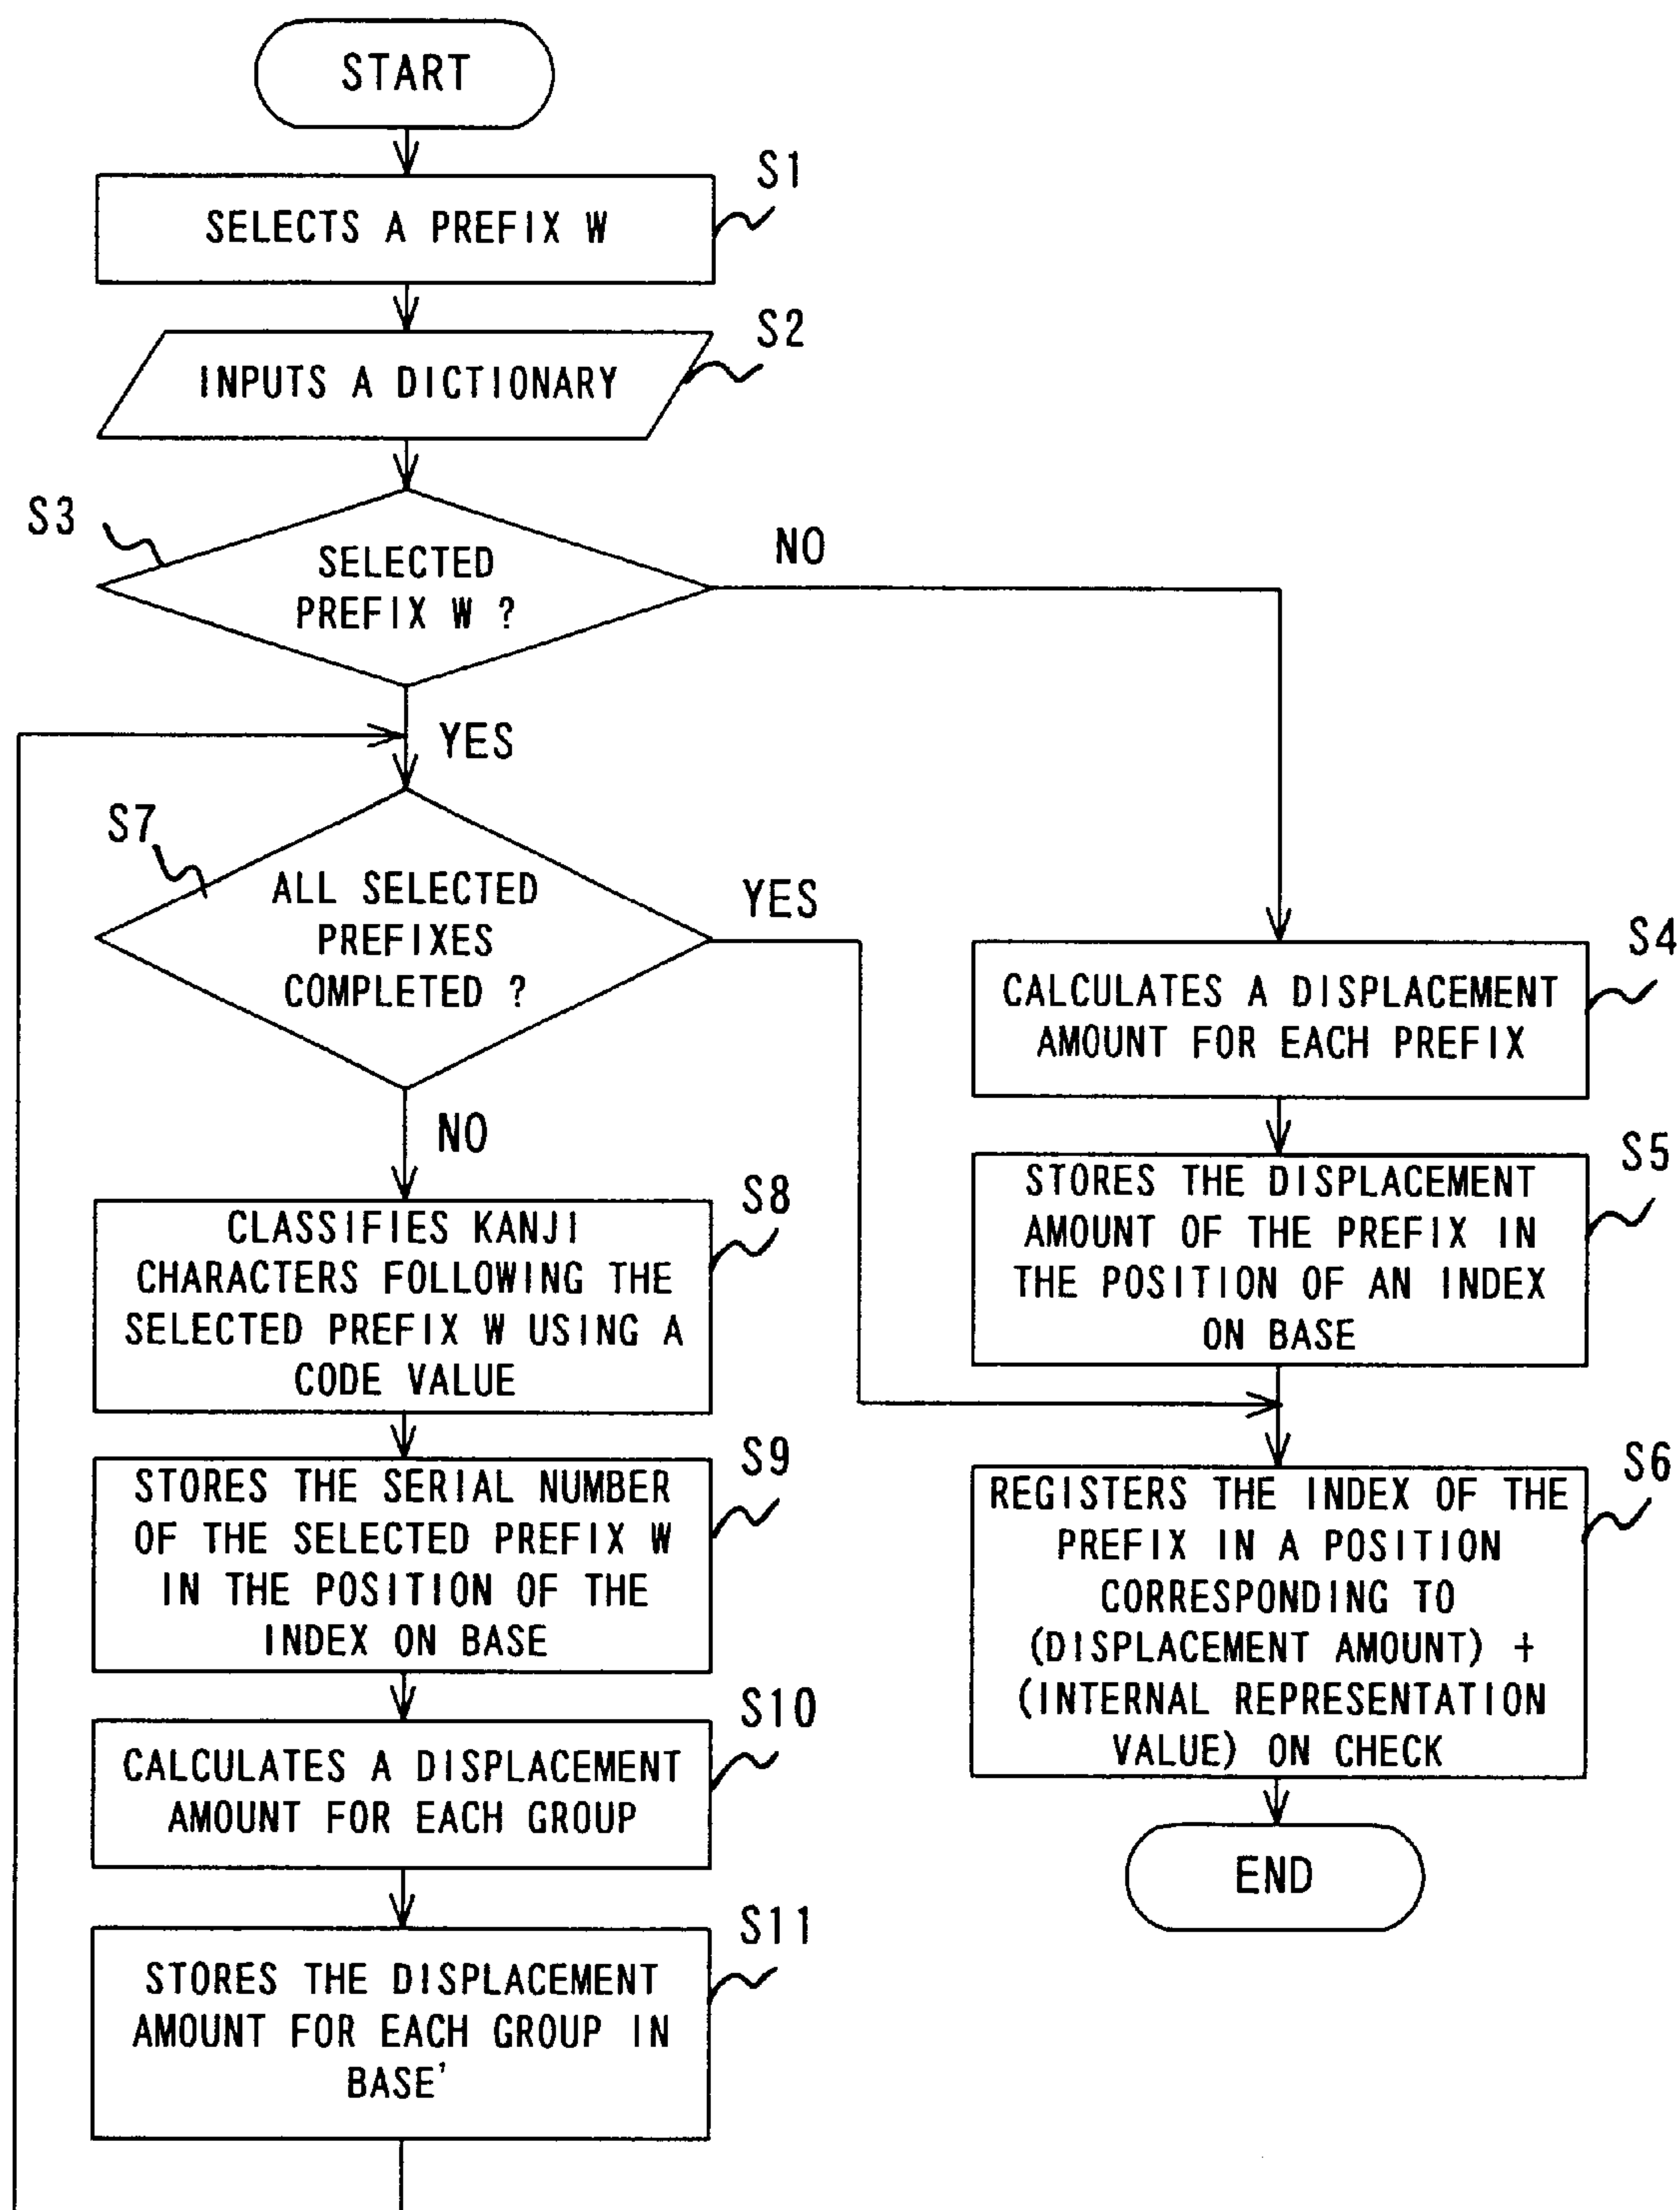 START
S1
SELECTS A PREFIX W
S2
INPUTS A DICTIONARY
S3
SELECTED
PREFIX W ?
NO
YES
S7
ALL SELECTED
PREFIXES
COMPLETED ?
YES
NO
S4
CALCULATES A DISPLACEMENT
AMOUNT FOR EACH PREFIX
S5
STORES THE DISPLACEMENT
AMOUNT OF THE PREFIX IN
THE POSITION OF AN INDEX
ON BASE
S8
CLASSIFIES KANJI
CHARACTERS FOLLOWING THE
SELECTED PREFIX W USING A
CODE VALUE
S9
STORES THE SERIAL NUMBER
OF THE SELECTED PREFIX W
IN THE POSITION OF THE
INDEX ON BASE
S6
REGISTERS THE INDEX OF THE
PREFIX IN A POSITION
CORRESPONDING TO
(DISPLACEMENT AMOUNT) +
(INTERNAL REPRESENTATION
VALUE) ON CHECK
S10
CALCULATES A DISPLACEMENT
AMOUNT FOR EACH GROUP
END
S11
STORES THE DISPLACEMENT
AMOUNT FOR EACH GROUP IN
BASE'